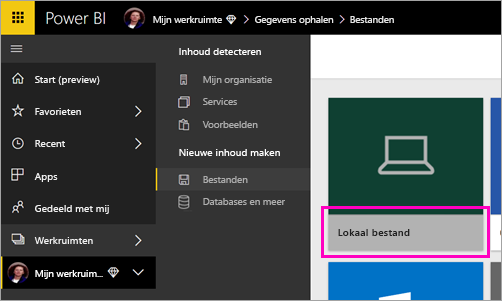 Power BI Mijn werkruimte > Gegevens ophalen > Bestanden
Inhoud detecteren
Mijn organisatie
Services
Voorbeelden
Nieuwe inhoud maken
Bestanden
Databases en meer
Start (preview)
Favorieten
Recent
Apps
Gedeeld met mij
Werkruimten
Mijn werkruim...
Lokaal bestand